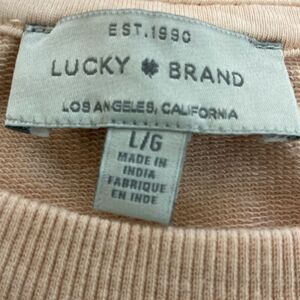 EST.1990
LUCKY BRAND
LOS ANGELES, CALIFORNIA
L/G
MADE IN
INDIA
FABRIQUE
EN INDE